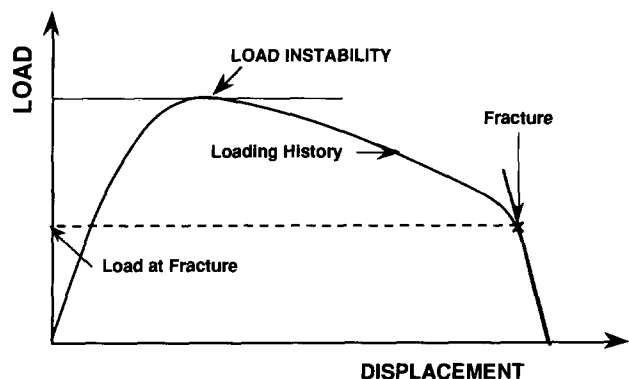 LOAD
LOAD INSTABILITY
Fracture
Loading History
Load at Fracture
DISPLACEMENT